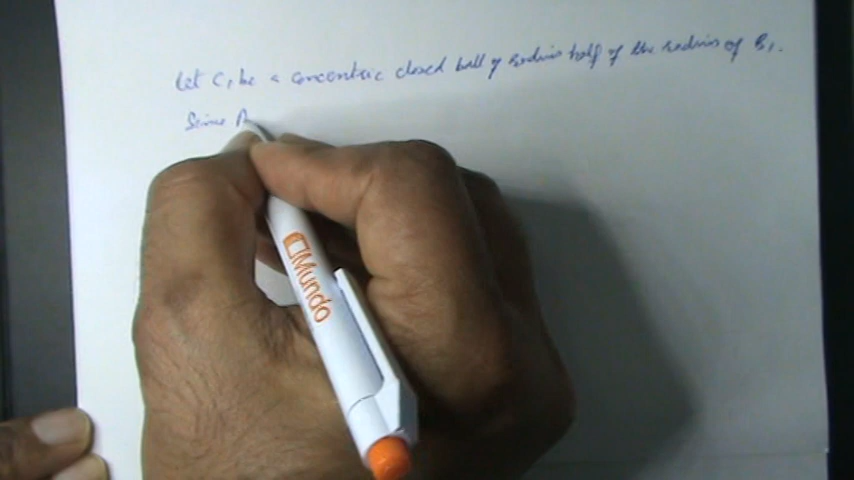 Let C₁ be a concentric closed ball of radius half of the radius of B₁.
Since A
Mundo